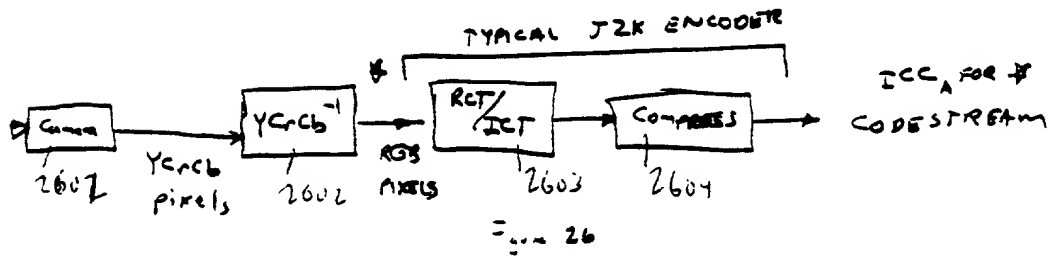 TYPICAL J2K ENCODER
Camera
YCrCb
pixels
2601
YCrCb⁻¹
2602
*
RGB
PIXELS
RCT/
ICT
2603
COMPRESS
2604
ICC_A FOR *
CODESTREAM
Figure 26